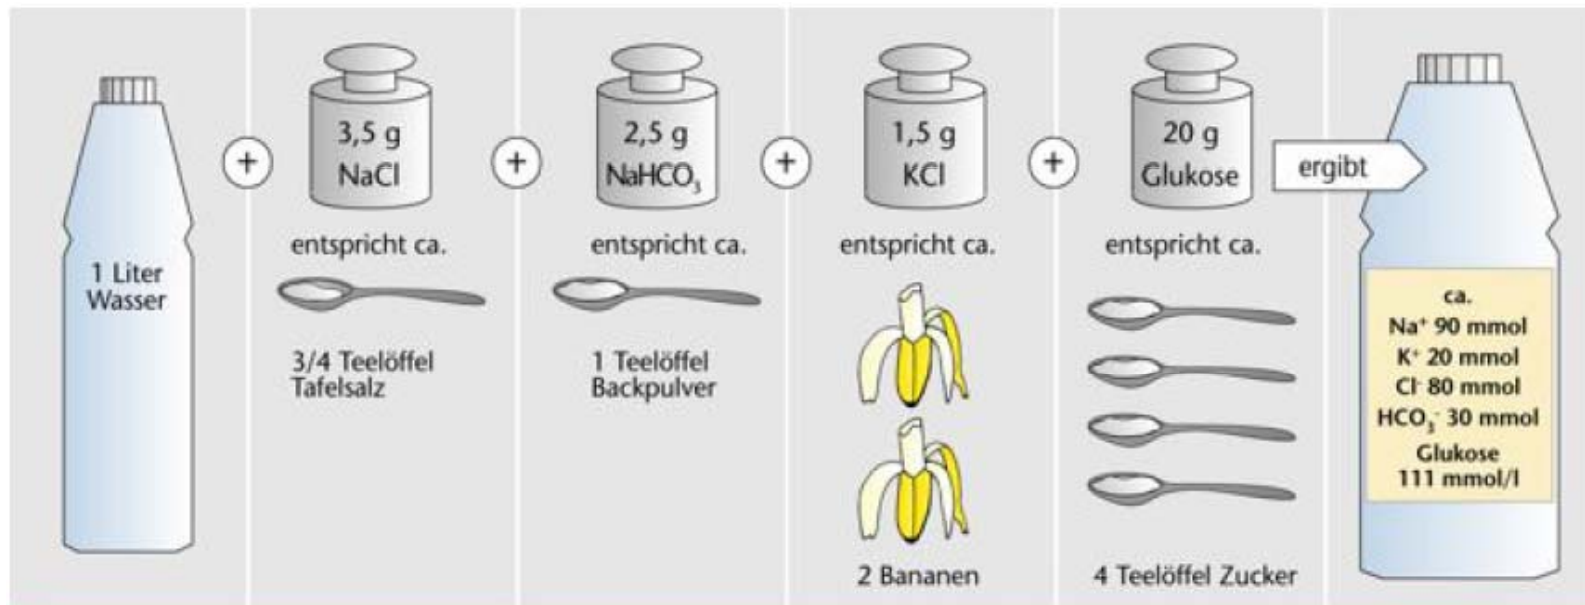 1 Liter
Wasser
+
3,5 g
NaCl
entspricht ca.
3/4 Teelöffel
Tafelsalz
+
2,5 g
NaHCO₃
entspricht ca.
1 Teelöffel
Backpulver
+
1,5 g
KCl
entspricht ca.
2 Bananen
+
20 g
Glukose
entspricht ca.
4 Teelöffel Zucker
ergibt
ca.
Na⁺ 90 mmol
K⁺ 20 mmol
Cl⁻ 80 mmol
HCO₃⁻ 30 mmol
Glukose
111 mmol/l